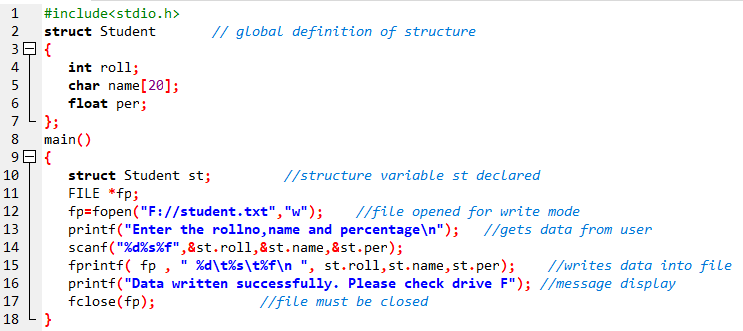 1 #include<stdio.h>
2 struct Student // global definition of structure
3 {
4 int roll;
5 char name[20];
6 float per;
7 };
8 main()
9 {
10 struct Student st; //structure variable st declared
11 FILE *fp;
12 fp=fopen("F://student.txt","w"); //file opened for write mode
13 printf("Enter the rollno,name and percentage\n"); //gets data from user
14 scanf("%d%s%f",&st.roll,&st.name,&st.per);
15 fprintf( fp , " %d\t%s\t%f\n ", st.roll,st.name,st.per); //writes data into file
16 printf("Data written successfully. Please check drive F"); //message display
17 fclose(fp); //file must be closed
18 }